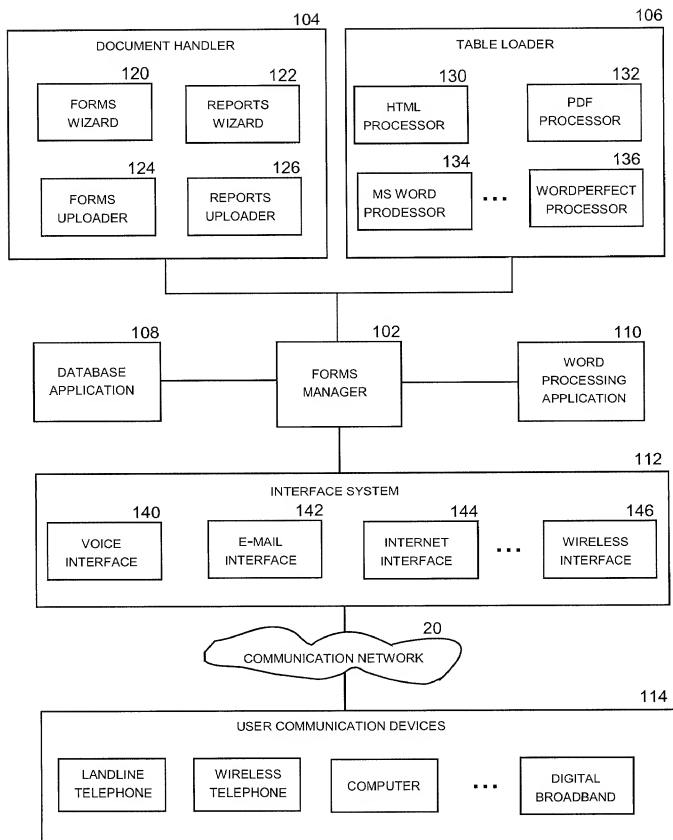 104
DOCUMENT HANDLER
120
FORMS
WIZARD
122
REPORTS
WIZARD
124
FORMS
UPLOADER
126
REPORTS
UPLOADER
106
TABLE LOADER
130
HTML
PROCESSOR
132
PDF
PROCESSOR
134
MS WORD
PRODESSOR
...
136
WORDPERFECT
PROCESSOR
108
DATABASE
APPLICATION
102
FORMS
MANAGER
110
WORD
PROCESSING
APPLICATION
112
INTERFACE SYSTEM
140
VOICE
INTERFACE
142
E-MAIL
INTERFACE
144
INTERNET
INTERFACE
...
146
WIRELESS
INTERFACE
20
COMMUNICATION NETWORK
114
USER COMMUNICATION DEVICES
LANDLINE
TELEPHONE
WIRELESS
TELEPHONE
COMPUTER
...
DIGITAL
BROADBAND